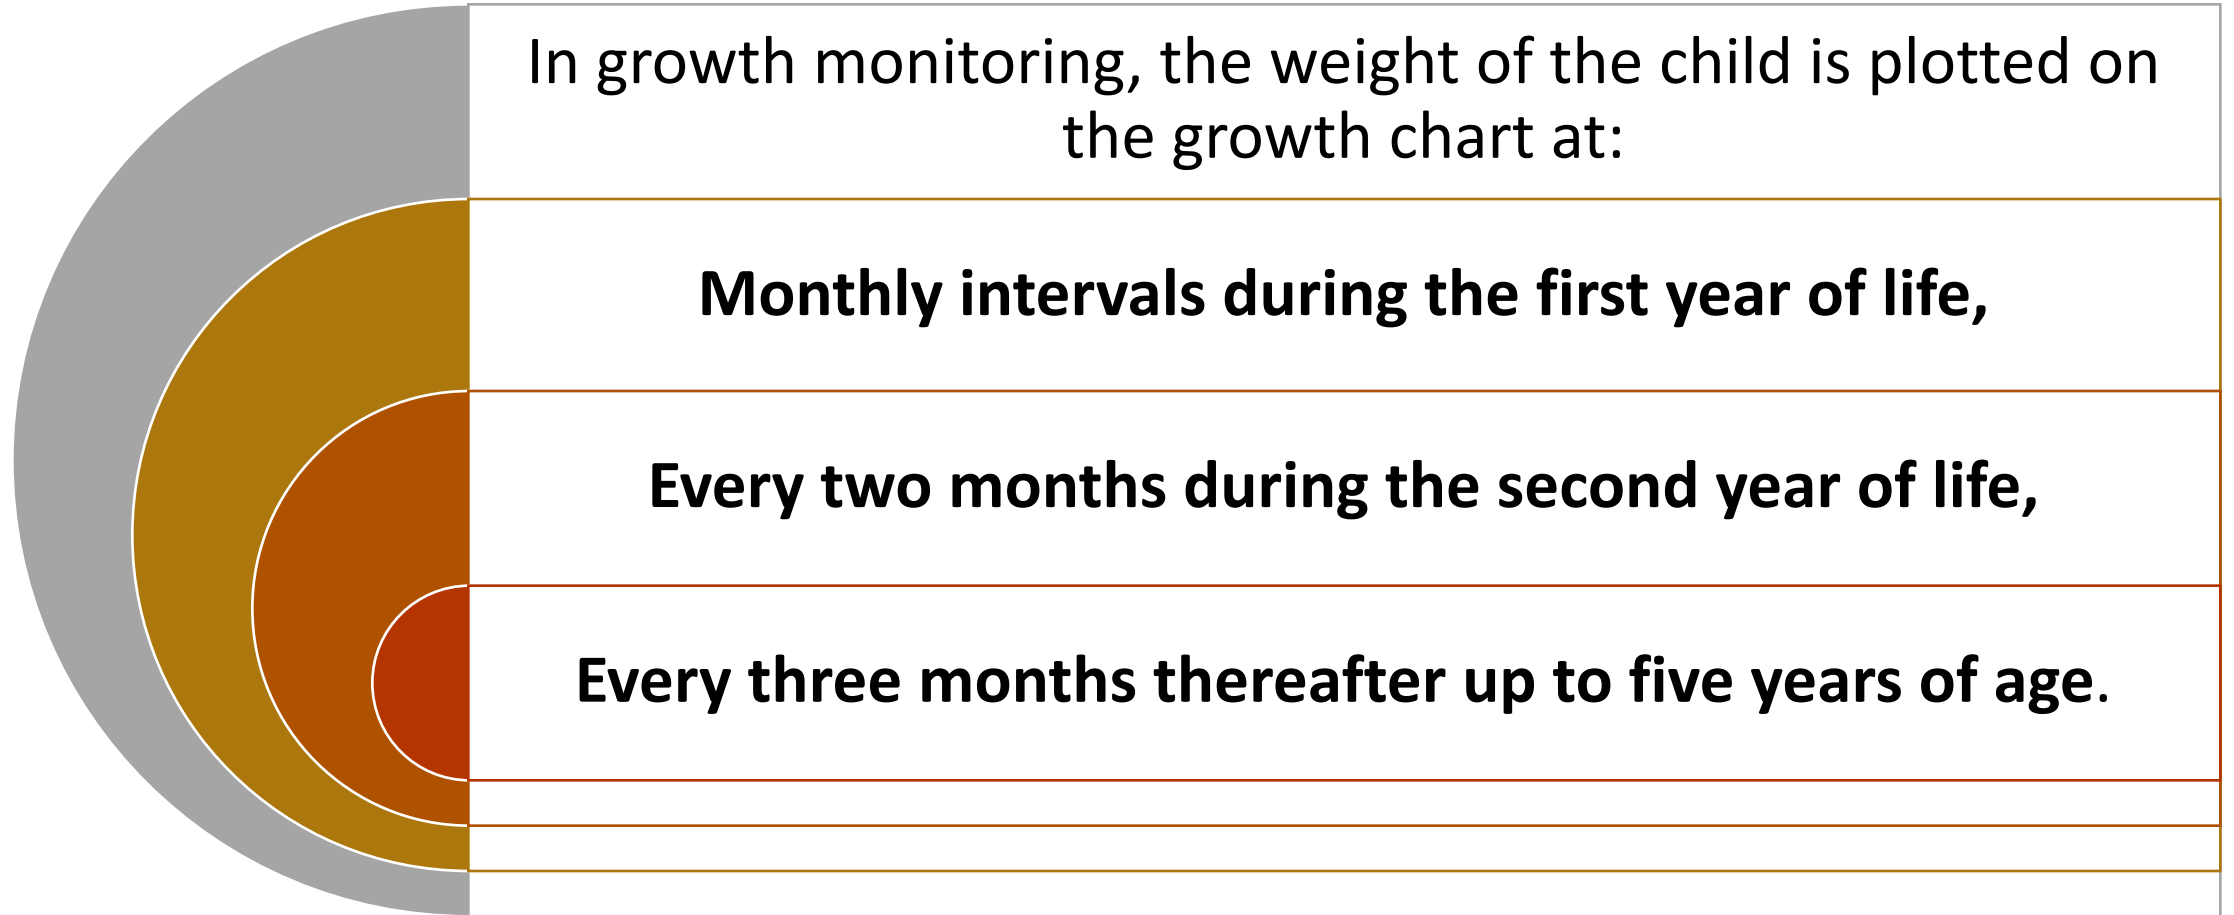 In growth monitoring, the weight of the child is plotted on
the growth chart at:
Monthly intervals during the first year of life,
Every two months during the second year of life,
Every three months thereafter up to five years of age.